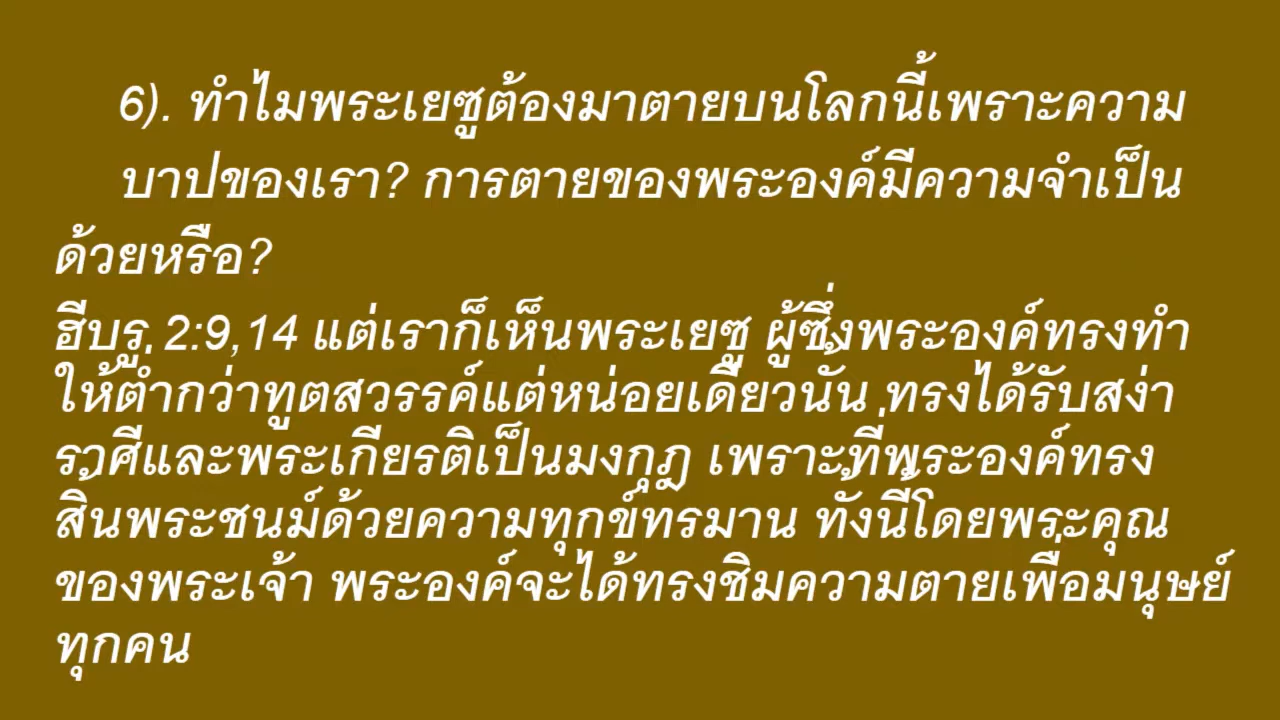 6). ทำไมพระเยซูต้องมาตายบนโลกนี้เพราะความ
บาปของเรา? การตายของพระองค์มีความจำเป็น
ด้วยหรือ?
ฮีบรู 2:9,14 แต่เราก็เห็นพระเยซู ผู้ซึ่งพระองค์ทรงทำ
ให้ต่ำกว่าทูตสวรรค์แต่หน่อยเดียวนั้น ทรงได้รับสง่า
ราศีและพระเกียรติเป็นมงกุฎ เพราะที่พระองค์ทรง
สิ้นพระชนม์ด้วยความทุกข์ทรมาน ทั้งนี้โดยพระคุณ
ของพระเจ้า พระองค์จะได้ทรงชิมความตายเพื่อมนุษย์
ทุกคน